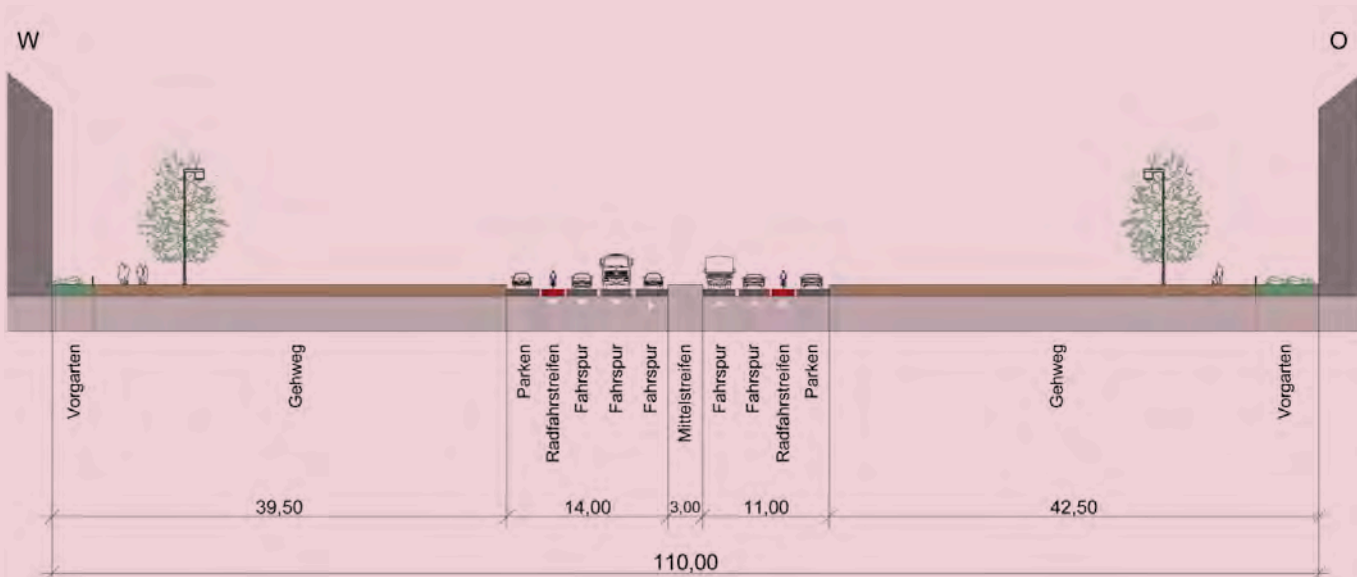 W
O
Vorgarten
Gehweg
Parken
Radfahrstreifen
Fahrspur
Fahrspur
Fahrspur
Mittelstreifen
Fahrspur
Fahrspur
Radfahrstreifen
Parken
Gehweg
Vorgarten
39,50
14,00
3,00
11,00
42,50
110,00